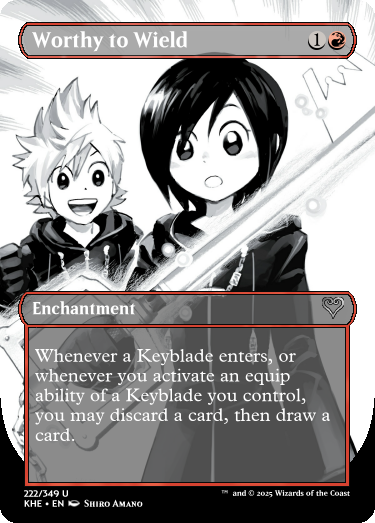 Worthy to Wield 1
Enchantment
Whenever a Keyblade enters, or
whenever you activate an equip
ability of a Keyblade you control,
you may discard a card, then draw a
card.
222/349 U
KHE • EN Shiro Amano
™ and © 2025 Wizards of the Coast